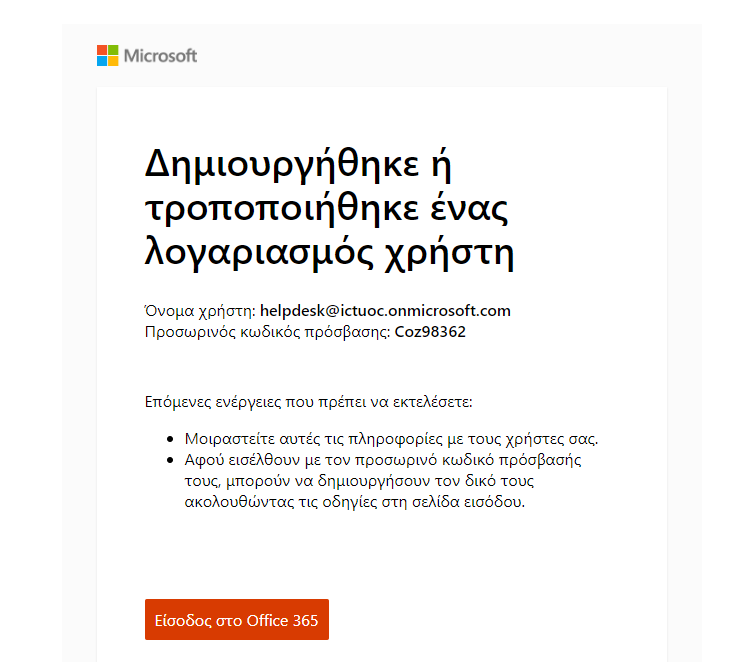 Microsoft
Δημιουργήθηκε ή
τροποποιήθηκε ένας
λογαριασμός χρήστη
Όνομα χρήστη: helpdesk@ictuoc.onmicrosoft.com
Προσωρινός κωδικός πρόσβασης: Coz98362
Επόμενες ενέργειες που πρέπει να εκτελέσετε:
• Μοιραστείτε αυτές τις πληροφορίες με τους χρήστες σας.
• Αφού εισέλθουν με τον προσωρινό κωδικό πρόσβασής
τους, μπορούν να δημιουργήσουν τον δικό τους
ακολουθώντας τις οδηγίες στη σελίδα εισόδου.
Είσοδος στο Office 365